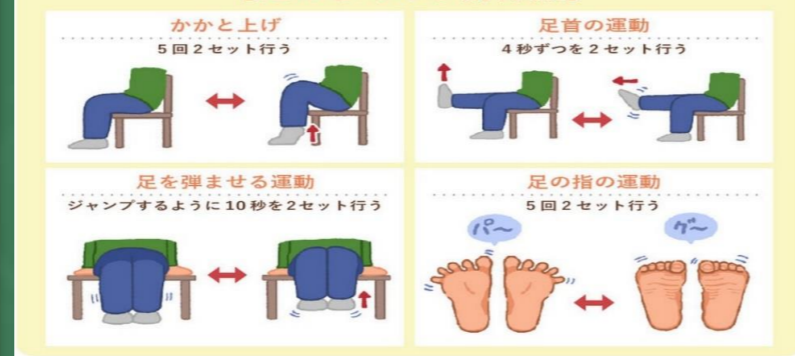 かかと上げ
5回2セット行う
足首の運動
4秒ずつを2セット行う
足を弾ませる運動
ジャンプするように10秒を2セット行う
足の指の運動
5回2セット行う
パ〜
グ〜